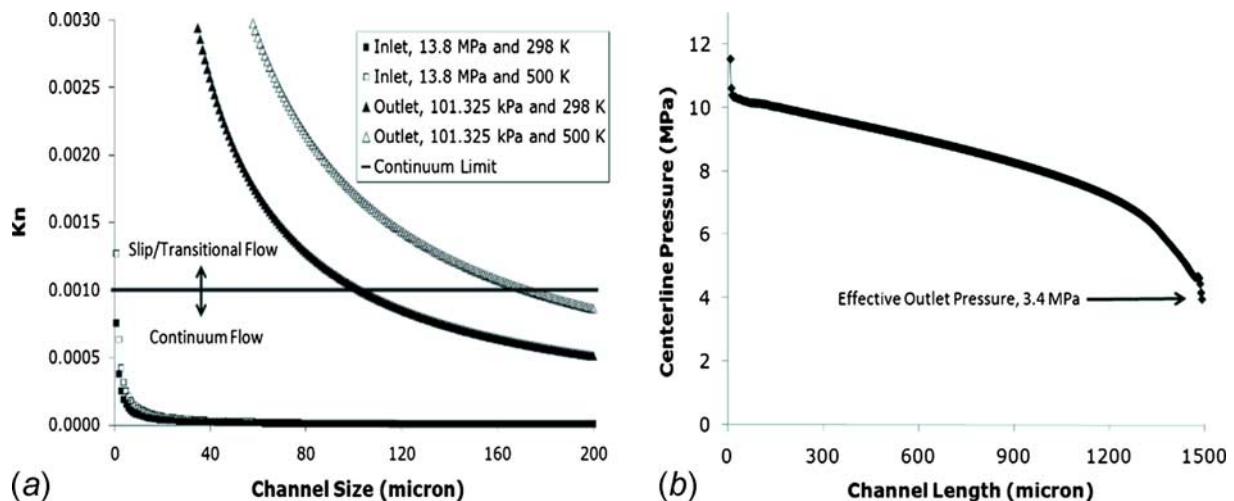 0.0030
0.0025
0.0020
0.0015
0.0010
0.0005
0.0000
Kn
Inlet, 13.8 MPa and 298 K
Inlet, 13.8 MPa and 500 K
Outlet, 101.325 kPa and 298 K
Outlet, 101.325 kPa and 500 K
Continuum Limit
Slip/Transitional Flow
Continuum Flow
0 40 80 120 160 200
Channel Size (micron)
(a)
12
10
8
6
4
2
0
Centerline Pressure (MPa)
Effective Outlet Pressure, 3.4 MPa
0 300 600 900 1200 1500
Channel Length (micron)
(b)